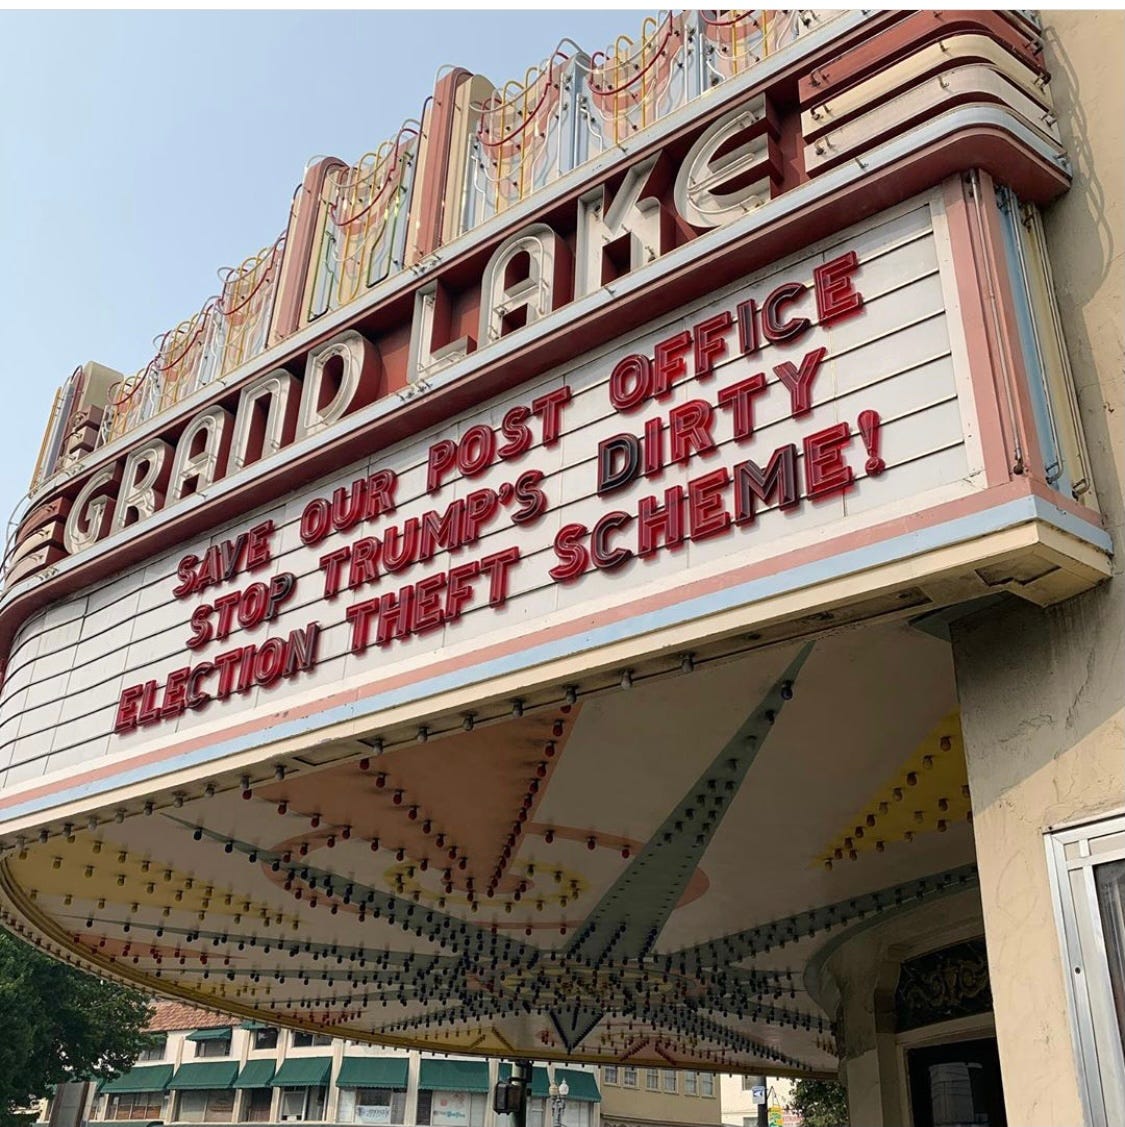 GRAND LAKE
SAVE OUR POST OFFICE
STOP TRUMP'S DIRTY
ELECTION THEFT SCHEME!